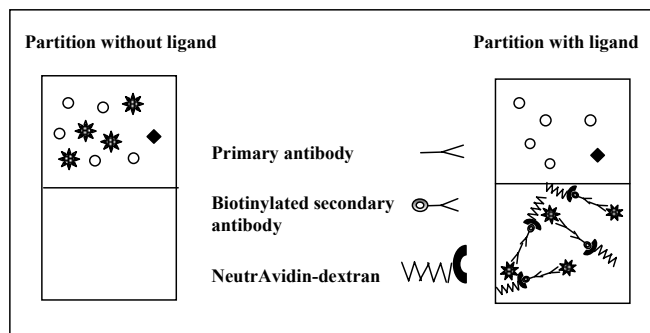 Partition without ligand
Partition with ligand
Primary antibody
Biotinylated secondary
antibody
NeutrAvidin-dextran